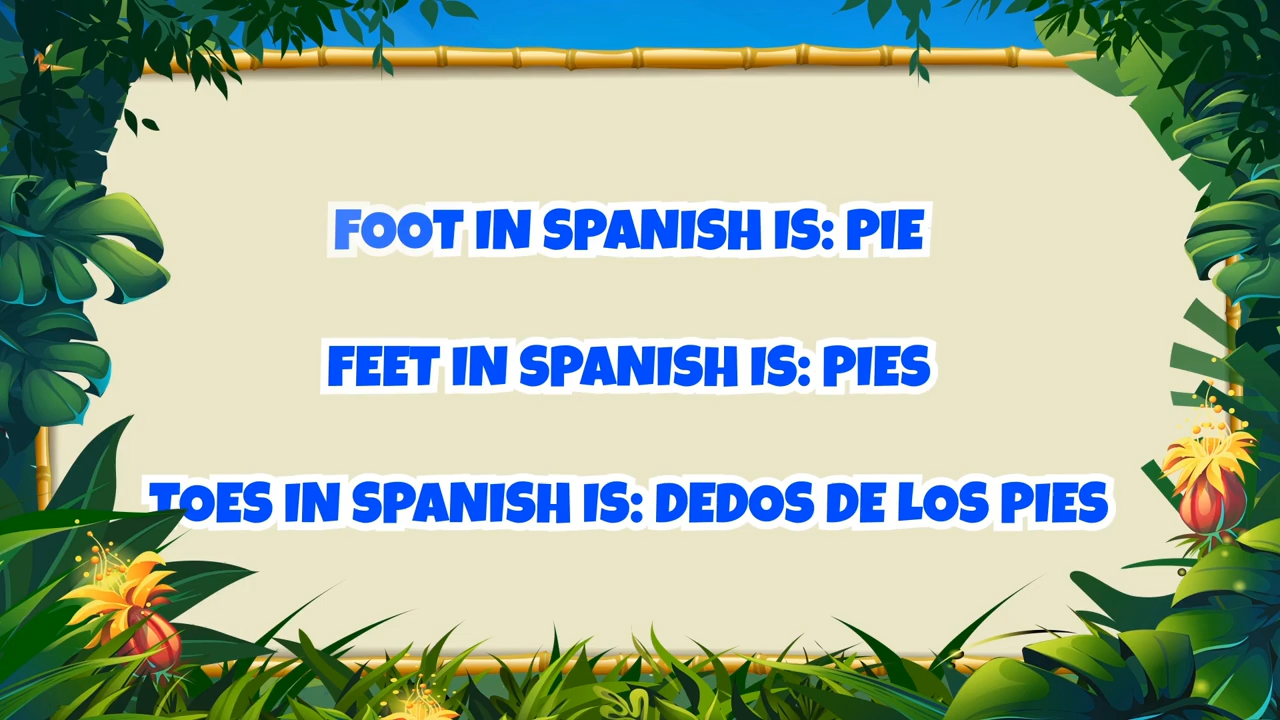 FOOT IN SPANISH IS: PIE
FEET IN SPANISH IS: PIES
TOES IN SPANISH IS: DEDOS DE LOS PIES